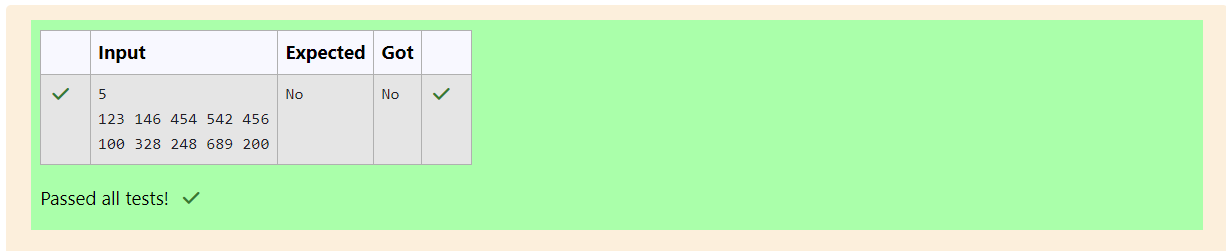 Input Expected Got
5 No No
123 146 454 542 456
100 328 248 689 200
Passed all tests!